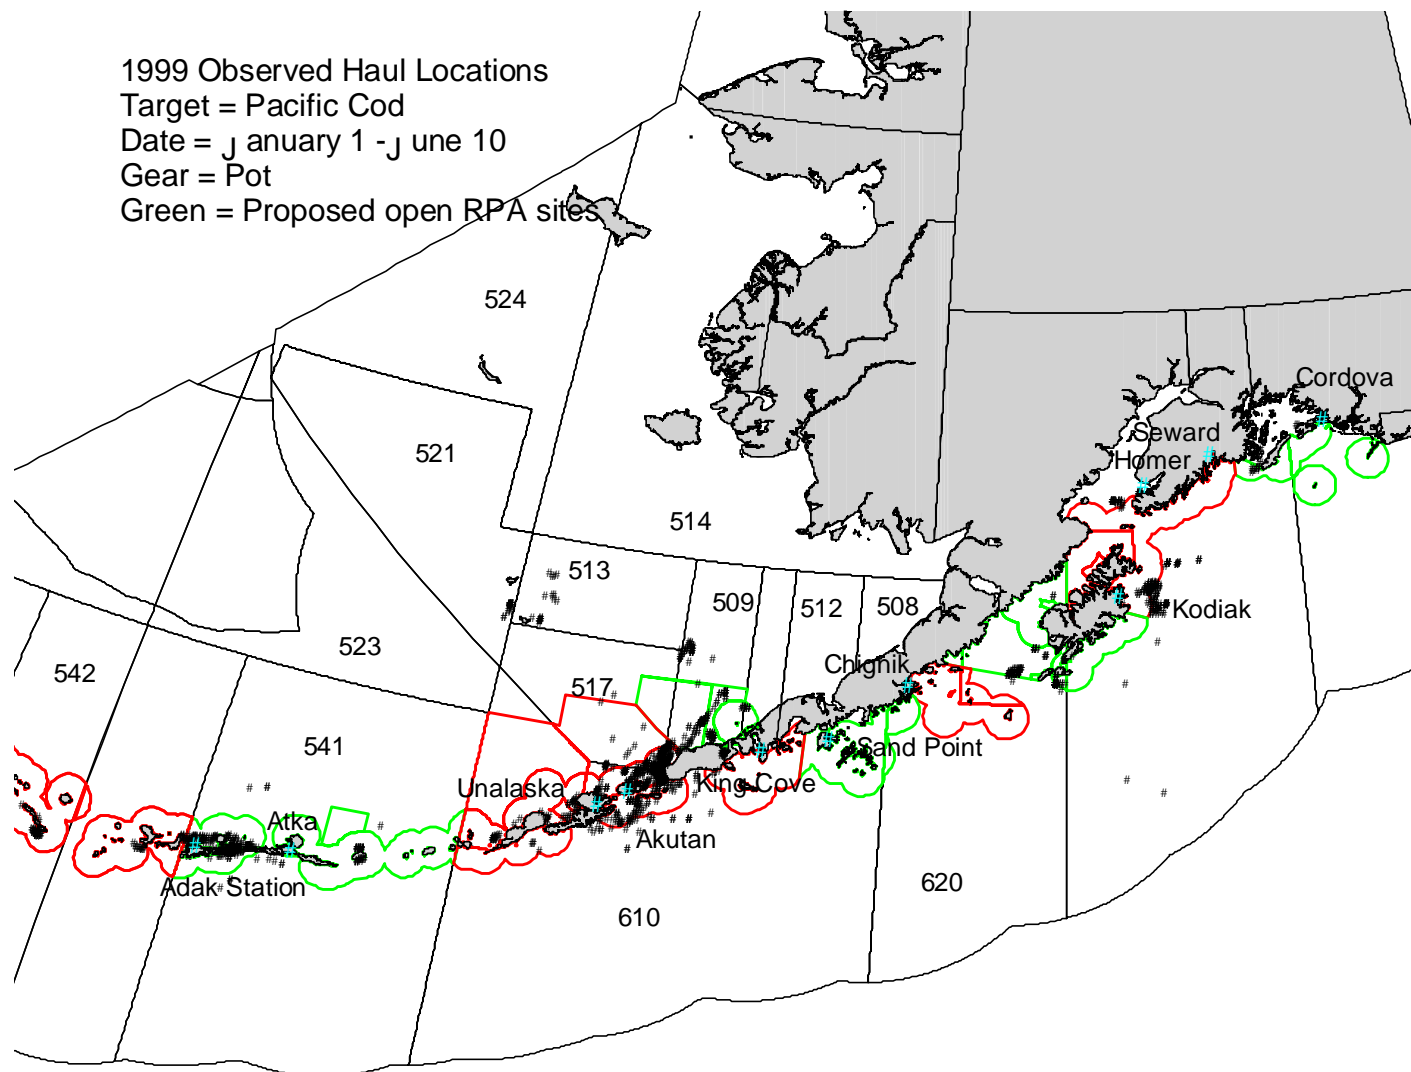 1999 Observed Haul Locations
Target = Pacific Cod
Date = January 1 - June 10
Gear = Pot
Green = Proposed open RPA sites
524
Cordova
521
Seward
Homer
514
513
509
512
508
Kodiak
523
542
Chignik
517
541
Sand Point
Unalaska
King Cove
Atka
Akutan
Adak Station
620
610